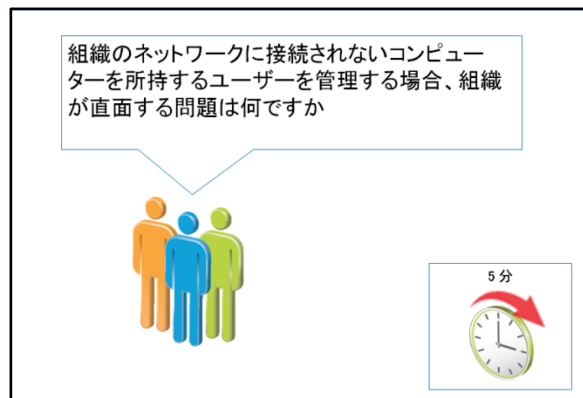 組織のネットワークに接続されないコンピュー
ターを所持するユーザーを管理する場合、組織
が直面する問題は何ですか
5 分